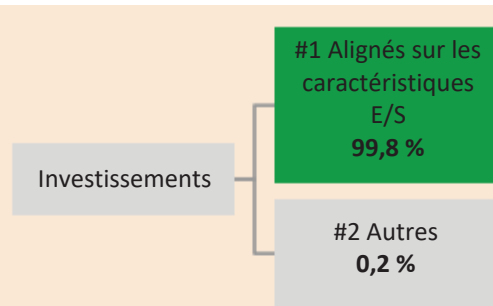 #1 Alignés sur les
caractéristiques
E/S
99,8 %
Investissements
#2 Autres
0,2 %